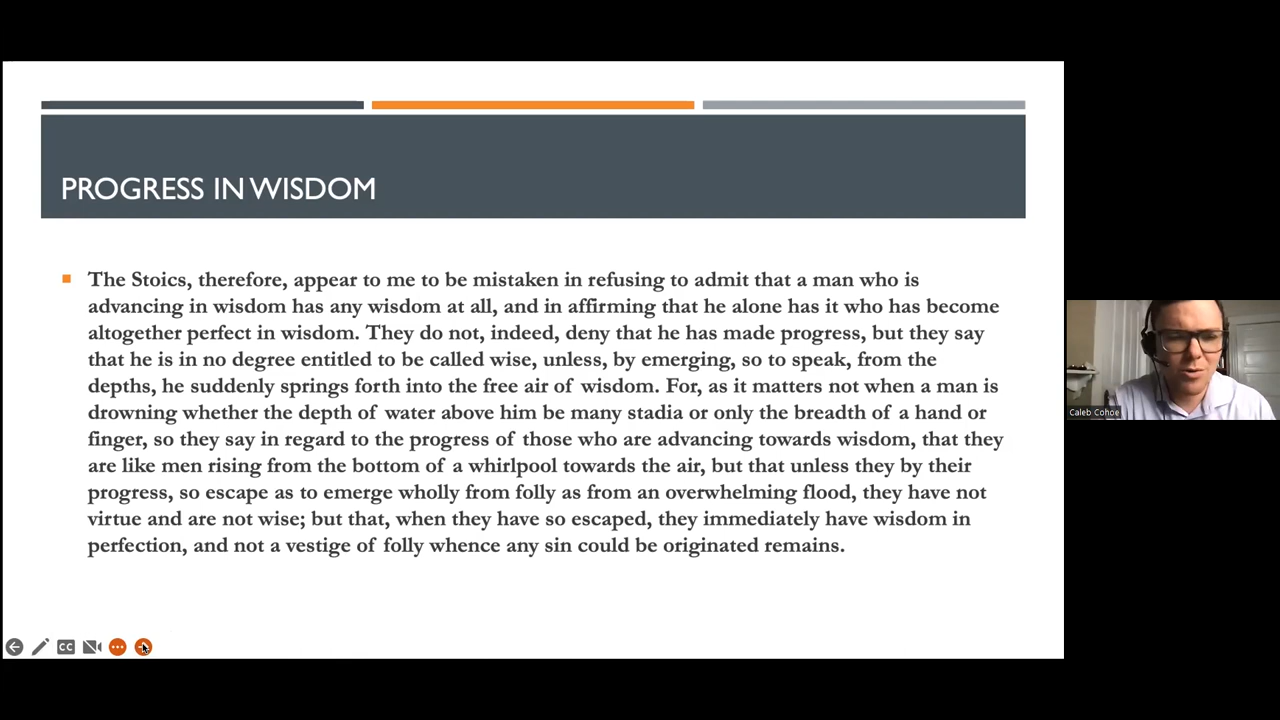 PROGRESS IN WISDOM
The Stoics, therefore, appear to me to be mistaken in refusing to admit that a man who is
advancing in wisdom has any wisdom at all, and in affirming that he alone has it who has become
altogether perfect in wisdom. They do not, indeed, deny that he has made progress, but they say
that he is in no degree entitled to be called wise, unless, by emerging, so to speak, from the
depths, he suddenly springs forth into the free air of wisdom. For, as it matters not when a man is
drowning whether the depth of water above him be many stadia or only the breadth of a hand or
finger, so they say in regard to the progress of those who are advancing towards wisdom, that they
are like men rising from the bottom of a whirlpool towards the air, but that unless they by their
progress, so escape as to emerge wholly from folly as from an overwhelming flood, they have not
virtue and are not wise; but that, when they have so escaped, they immediately have wisdom in
perfection, and not a vestige of folly whence any sin could be originated remains.
Caleb Cohoe
CC